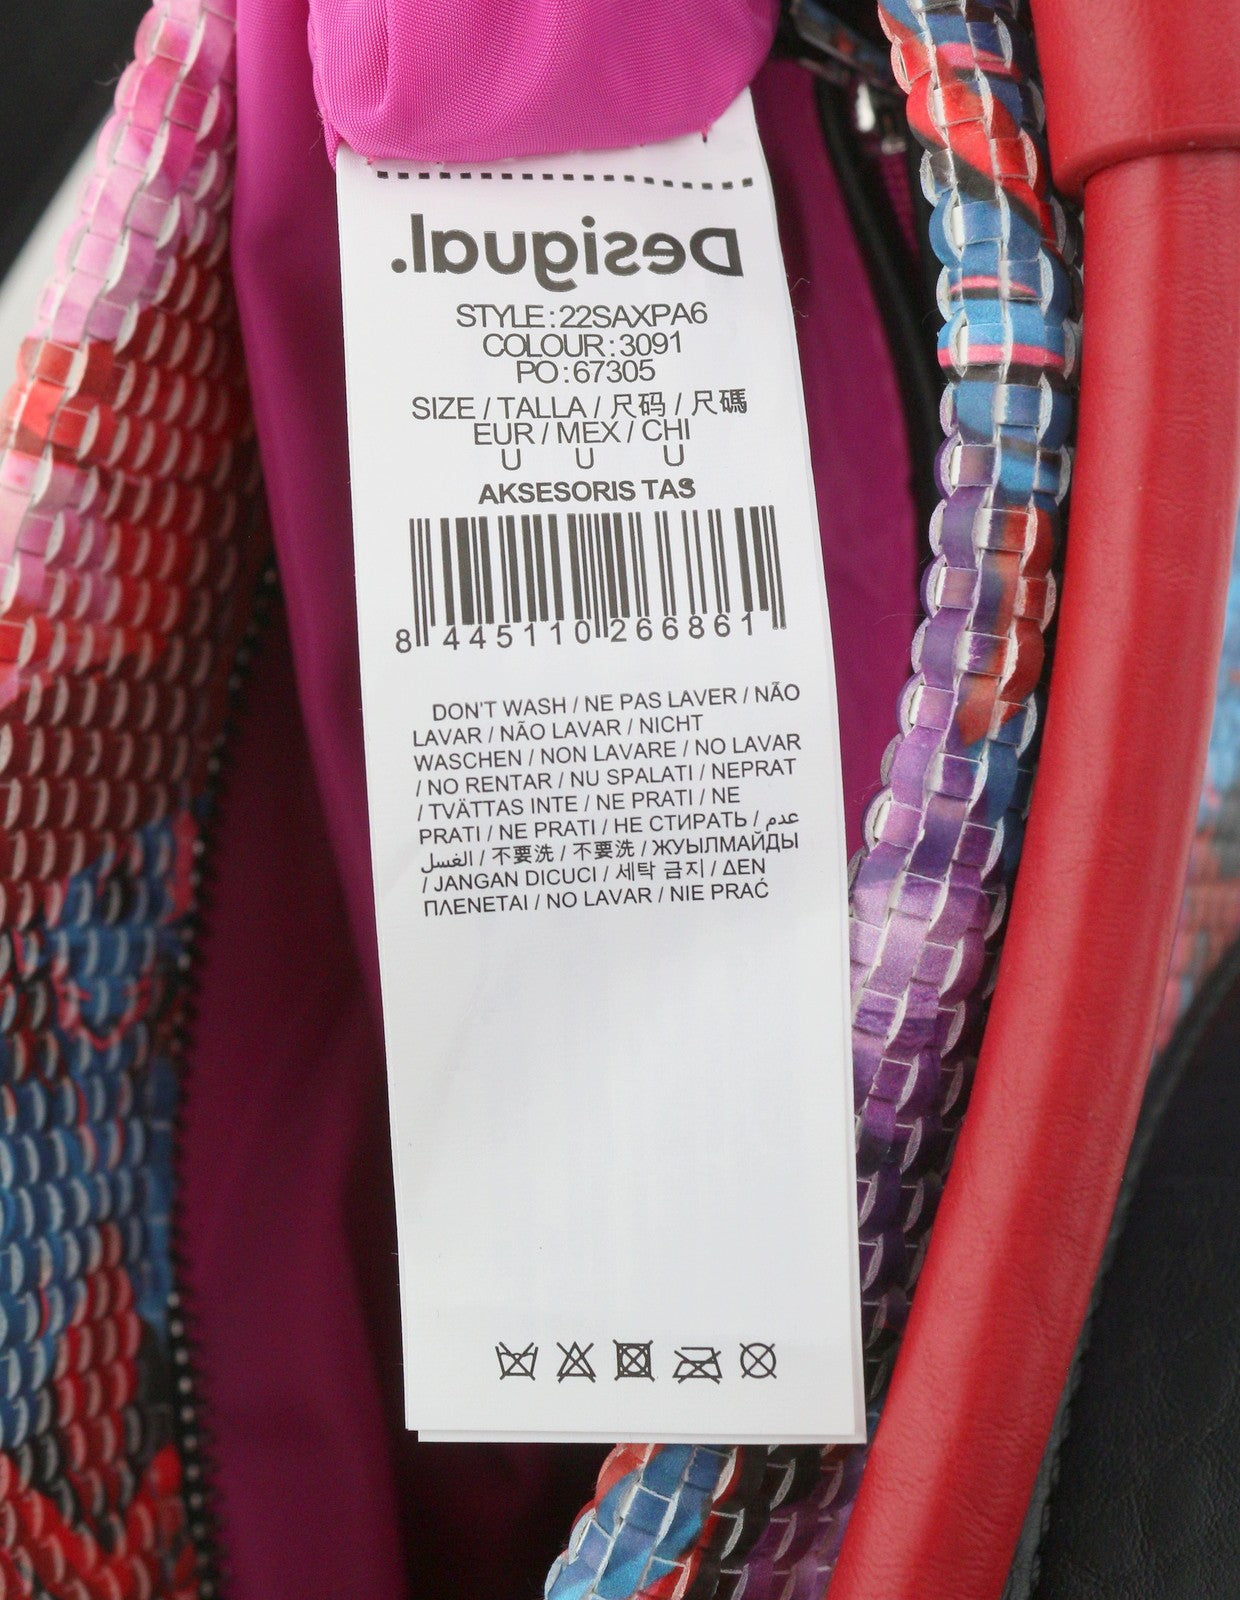 Desigual.
STYLE:22SAXPA6
COLOUR:3091
PO:67305
SIZE / TALLA / 尺码 / 尺碼
EUR / MEX / CHI
U U U
AKSESORIS TAS
8 445110 266861
DON'T WASH / NE PAS LAVER / NÃO
LAVAR / NÃO LAVAR / NICHT
WASCHEN / NON LAVARE / NO LAVAR
/ NO RENTAR / NU SPALATI / NEPRAT
/ TVÄTTAS INTE / NE PRATI / NE
PRATI / NE PRATI / НЕ СТИРАТЬ / عدم
الغسل / 不要洗 / 不要洗 / ЖУЫЛМАЙДЫ
/ JANGAN DICUCI / 세탁 금지 / ΔΕΝ
ΠΛΕΝΕΤΑΙ / NO LAVAR / NIE PRAĆ